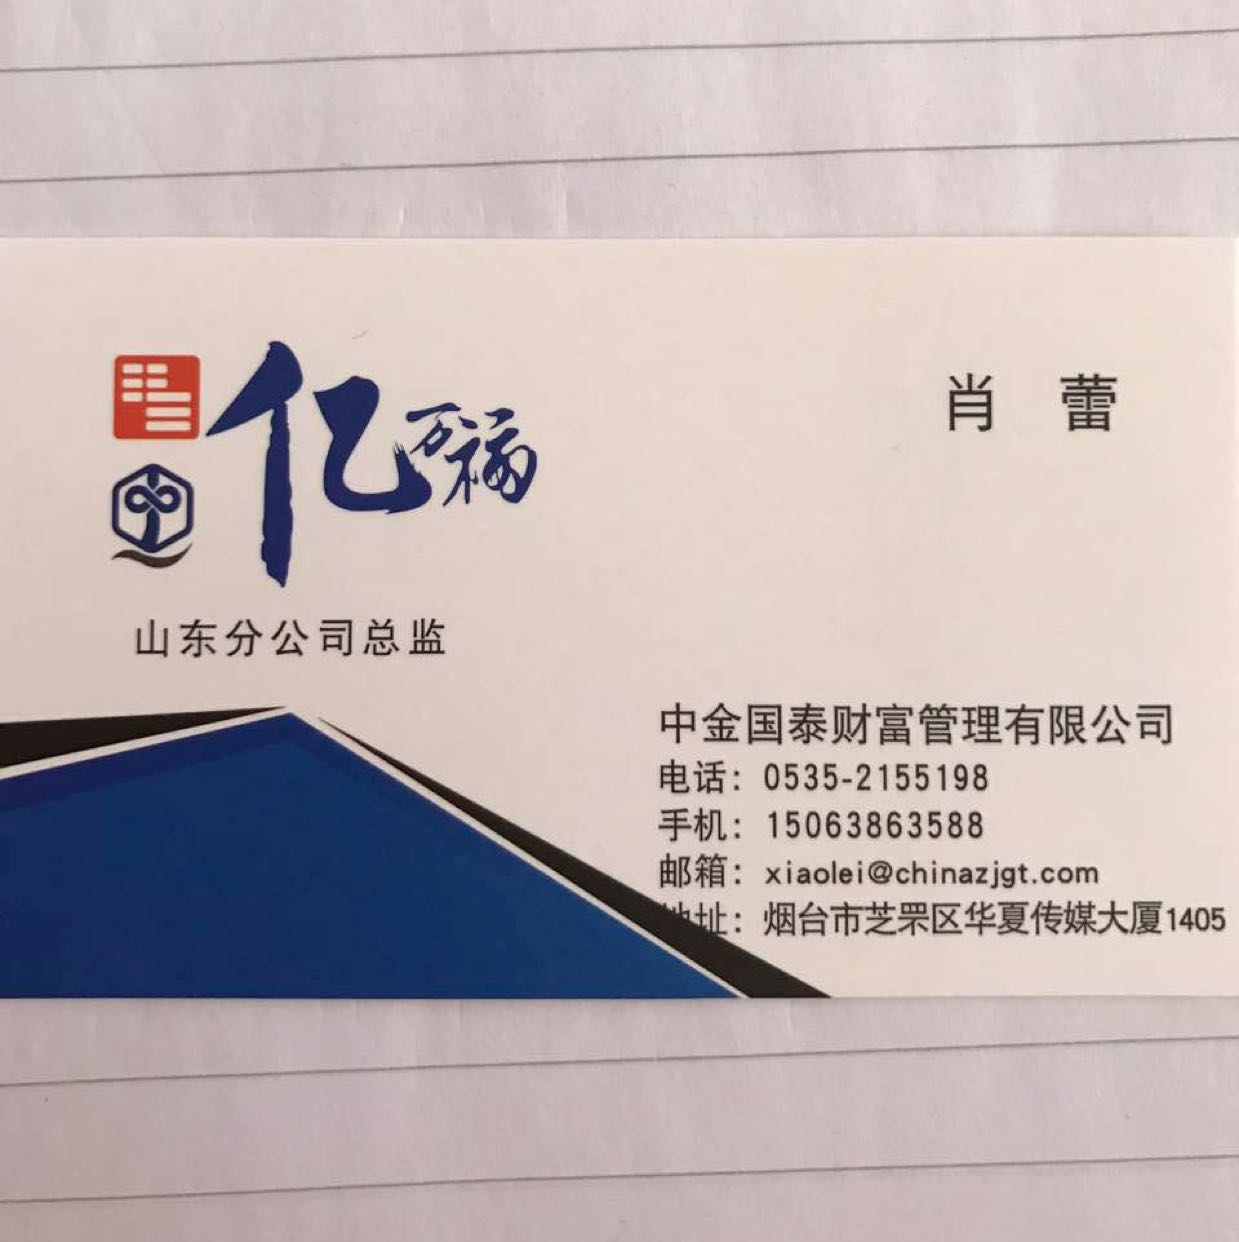 亿万福
肖蕾
山东分公司总监
中金国泰财富管理有限公司
电话：0535-2155198
手机：15063863588
邮箱：xiaolei@chinazjgt.com
地址：烟台市芝罘区华夏传媒大厦1405